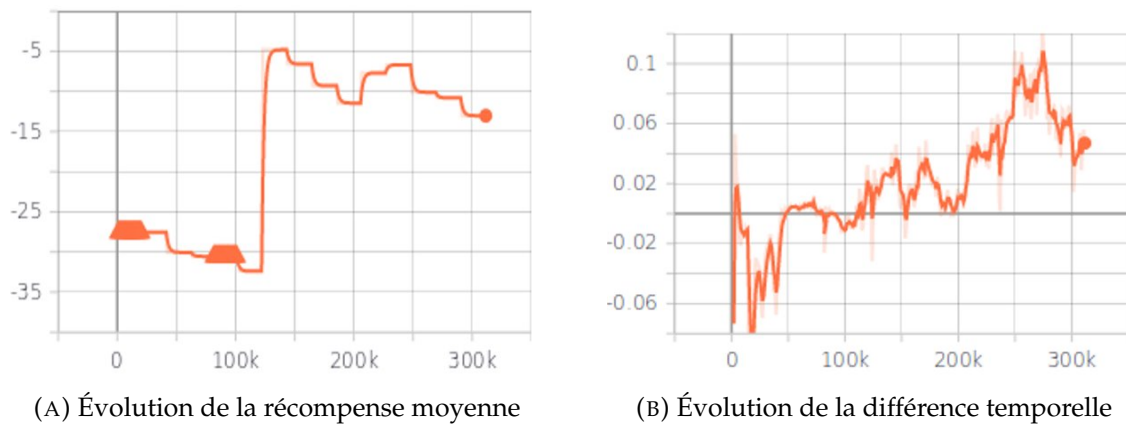 -5
-15
-25
-35
0
100k
200k
300k
0.1
0.06
0.02
-0.02
-0.06
0
100k
200k
300k
(A) Évolution de la récompense moyenne
(B) Évolution de la différence temporelle